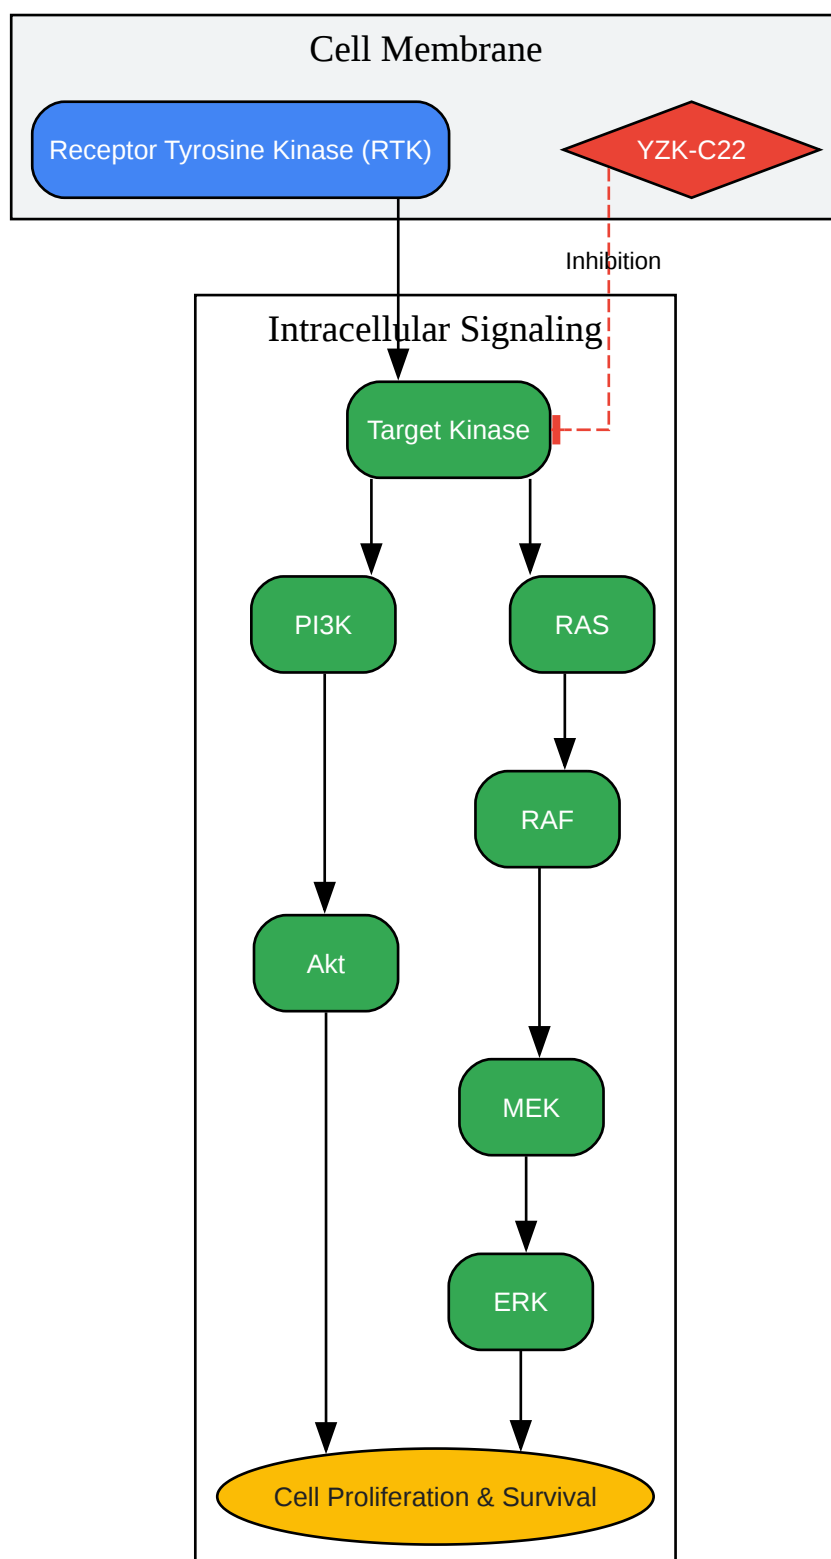 Cell Membrane
Receptor Tyrosine Kinase (RTK)
YZK-C22
Inhibition
Intracellular Signaling
Target Kinase
PI3K
RAS
RAF
Akt
MEK
ERK
Cell Proliferation & Survival